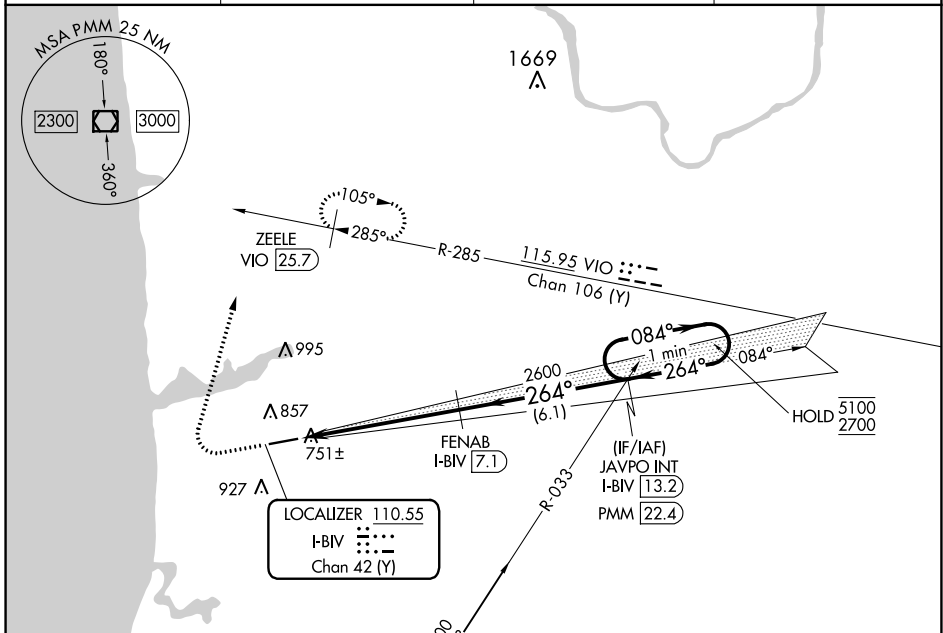 MSA PMM 25 NM
180°
2300
3000
360°
1669
105°
285°
ZEELE
VIO 25.7
R-285
115.95 VIO
Chan 106 (Y)
995
857
751±
927
084°
1 min
084°
2600
264°
264°
(6.1)
HOLD 5100
2700
FENAB
I-BIV 7.1
(IF/IAF)
JAVPO INT
I-BIV 13.2
PMM 22.4
R-033
LOCALIZER 110.55
I-BIV
Chan 42 (Y)